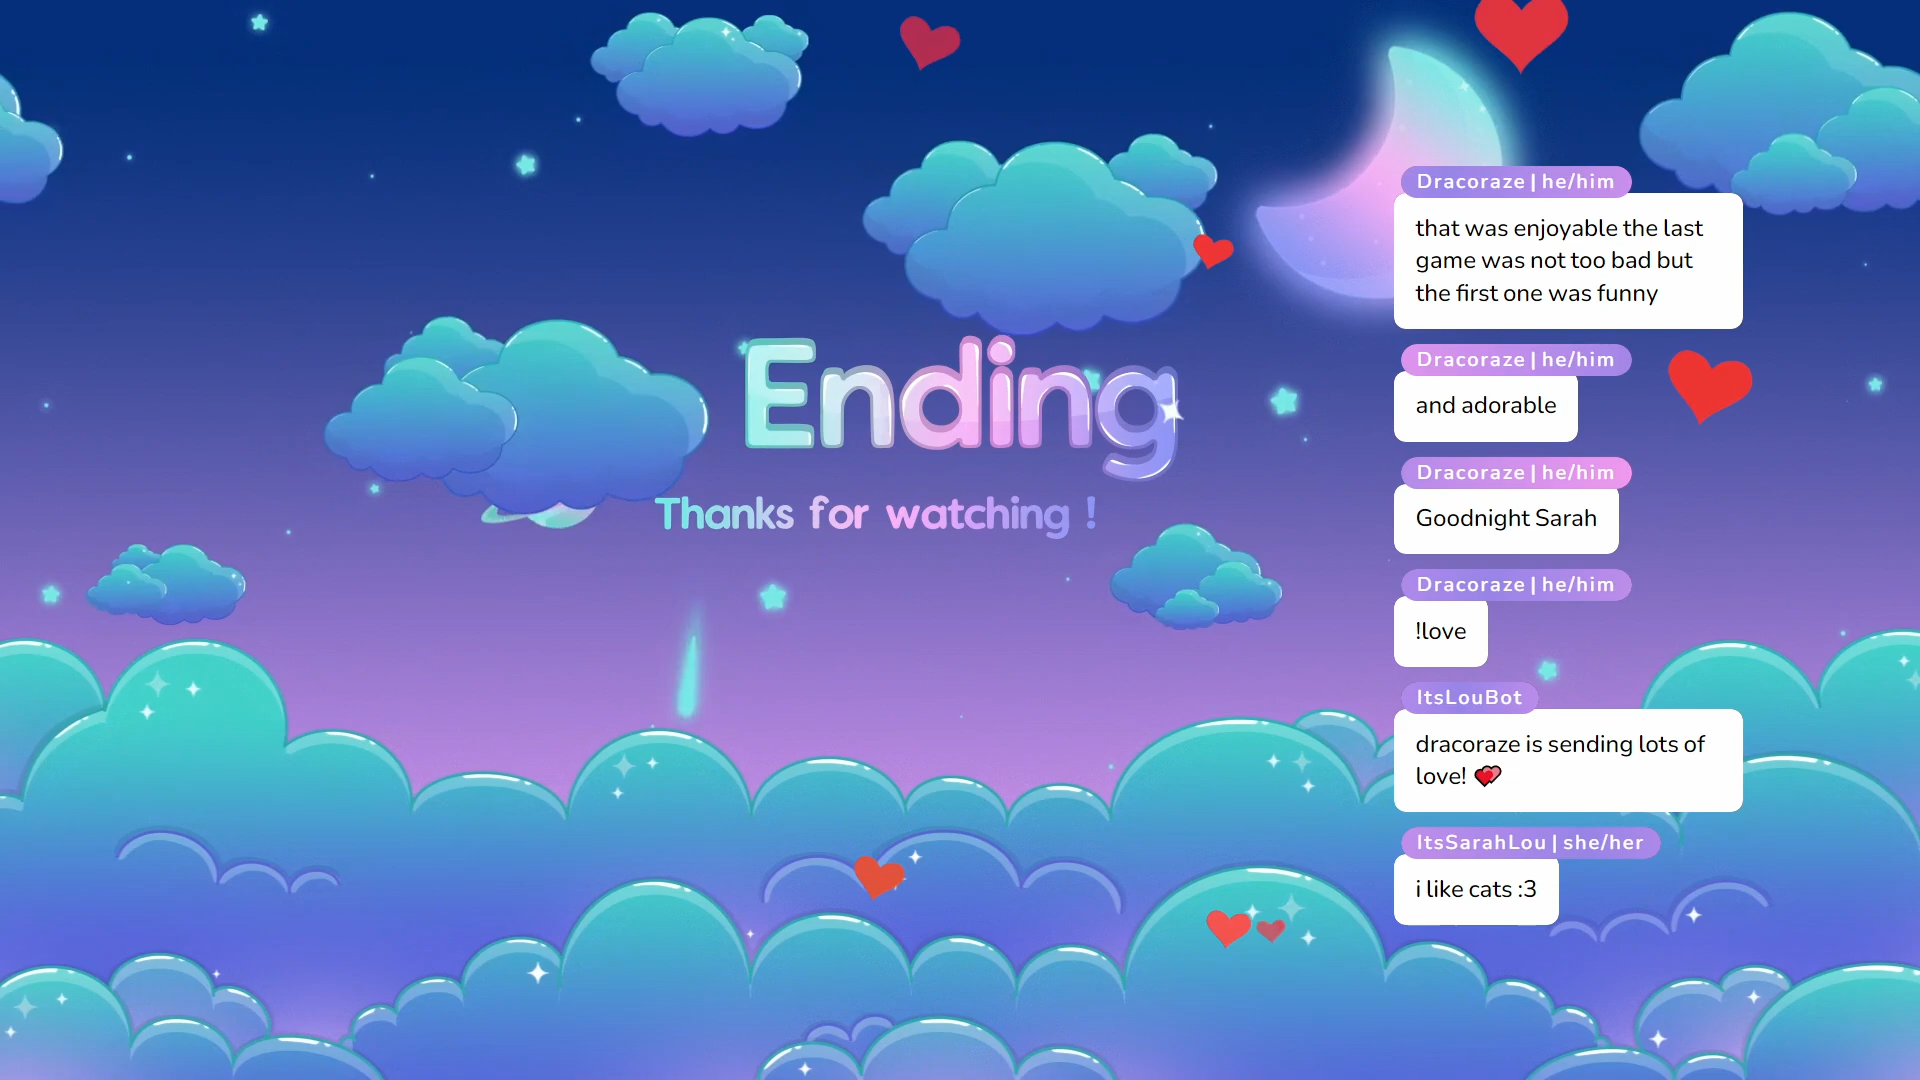 Ending
Thanks for watching !
Dracoraze | he/him
that was enjoyable the last
game was not too bad but
the first one was funny
Dracoraze | he/him
and adorable
Dracoraze | he/him
Goodnight Sarah
Dracoraze | he/him
!love
ItsLouBot
dracoraze is sending lots of
love! 💕
ItsSarahLou | she/her
i like cats :3